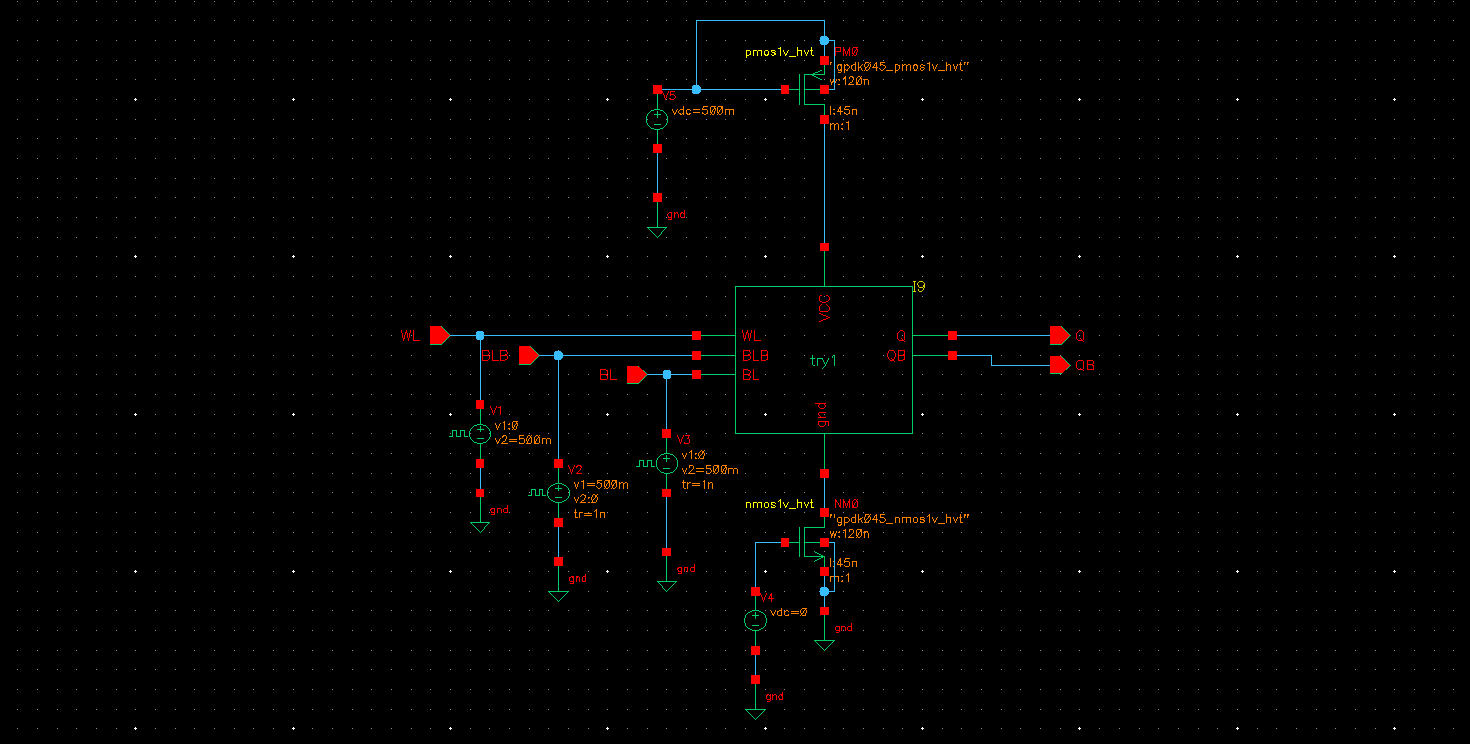 pmos1v_hvt
PM0
"gpdk045_pmos1v_hvt"
w:120n
l:45n
m:1
V5
vdc=500m
gnd
I9
VCC
WL
WL
Q
Q
BLB
BLB
try1
QB
QB
BL
BL
gnd
V1
v1:0
v2=500m
gnd
V2
v1=500m
v2:0
tr=1n
gnd
V3
v1:0
v2=500m
tr=1n
gnd
nmos1v_hvt
NM0
"gpdk045_nmos1v_hvt"
w:120n
l:45n
m:1
V4
vdc=0
gnd
gnd